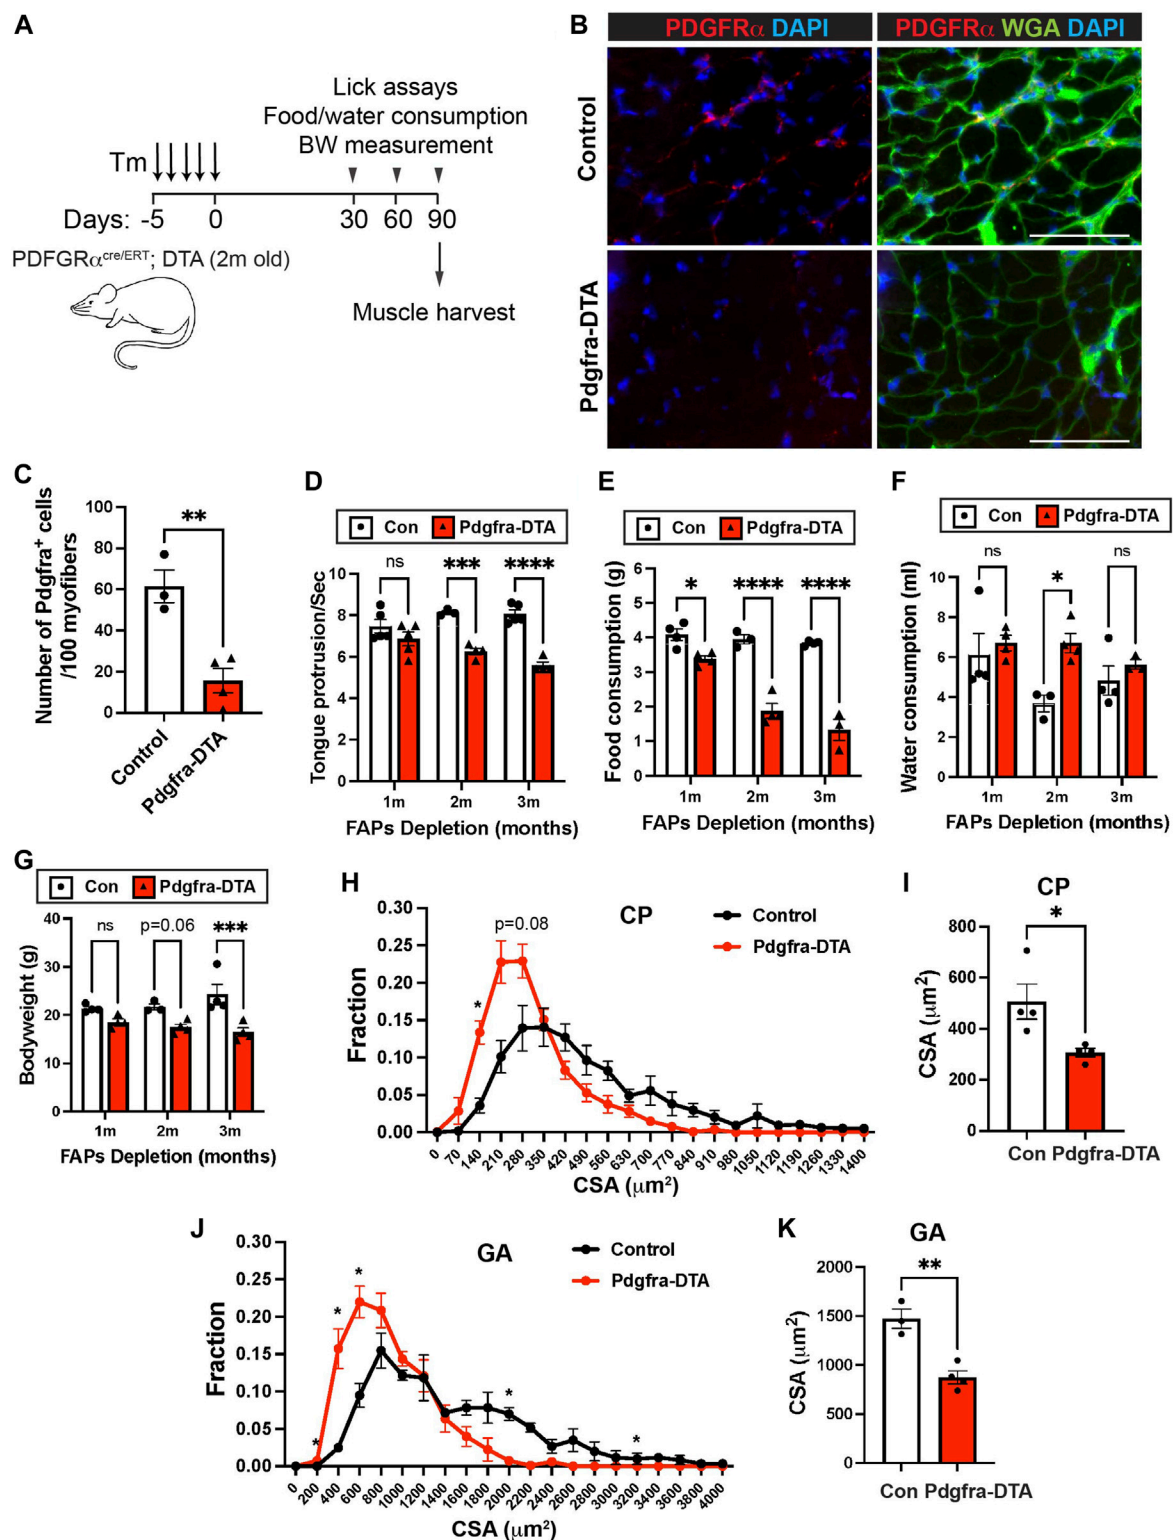 A
Lick assays
Food/water consumption
BW measurement
Tm
Days: -5 0 30 60 90
PDFGRα^cre/ERT; DTA (2m old)
Muscle harvest
B
PDGFRα DAPI
PDGFRα WGA DAPI
Control
Pdgfra-DTA
C
Number of Pdgfra⁺ cells
/100 myofibers
100
80
60
40
20
0
**
Control
Pdgfra-DTA
D
Con Pdgfra-DTA
Tongue protrusion/Sec
10
8
6
4
2
0
ns *** ****
1m 2m 3m
FAPs Depletion (months)
E
Con Pdgfra-DTA
Food consumption (g)
6
5
4
3
2
1
0
* **** ****
1m 2m 3m
FAPs Depletion (months)
F
Con Pdgfra-DTA
Water consumption (ml)
10
8
6
4
2
0
ns * ns
1m 2m 3m
FAPs Depletion (months)
G
Con Pdgfra-DTA
Bodyweight (g)
40
30
20
10
0
ns p=0.06 ***
1m 2m 3m
FAPs Depletion (months)
H
CP
Control
Pdgfra-DTA
Fraction
0.30
0.25
0.20
0.15
0.10
0.05
0.00
*
p=0.08
0 70 140 210 280 350 420 490 560 630 700 770 840 910 980 1050 1120 1190 1260 1330 1400
CSA (μm²)
I
CP
*
CSA (μm²)
800
600
400
200
0
Con Pdgfra-DTA
J
GA
Control
Pdgfra-DTA
Fraction
0.30
0.25
0.20
0.15
0.10
0.05
0.00
* * * * *
0 200 400 600 800 1000 1200 1400 1600 1800 2000 2200 2400 2600 2800 3000 3200 3400 3600 3800 4000
CSA (μm²)
K
GA
**
CSA (μm²)
2000
1500
1000
500
0
Con Pdgfra-DTA